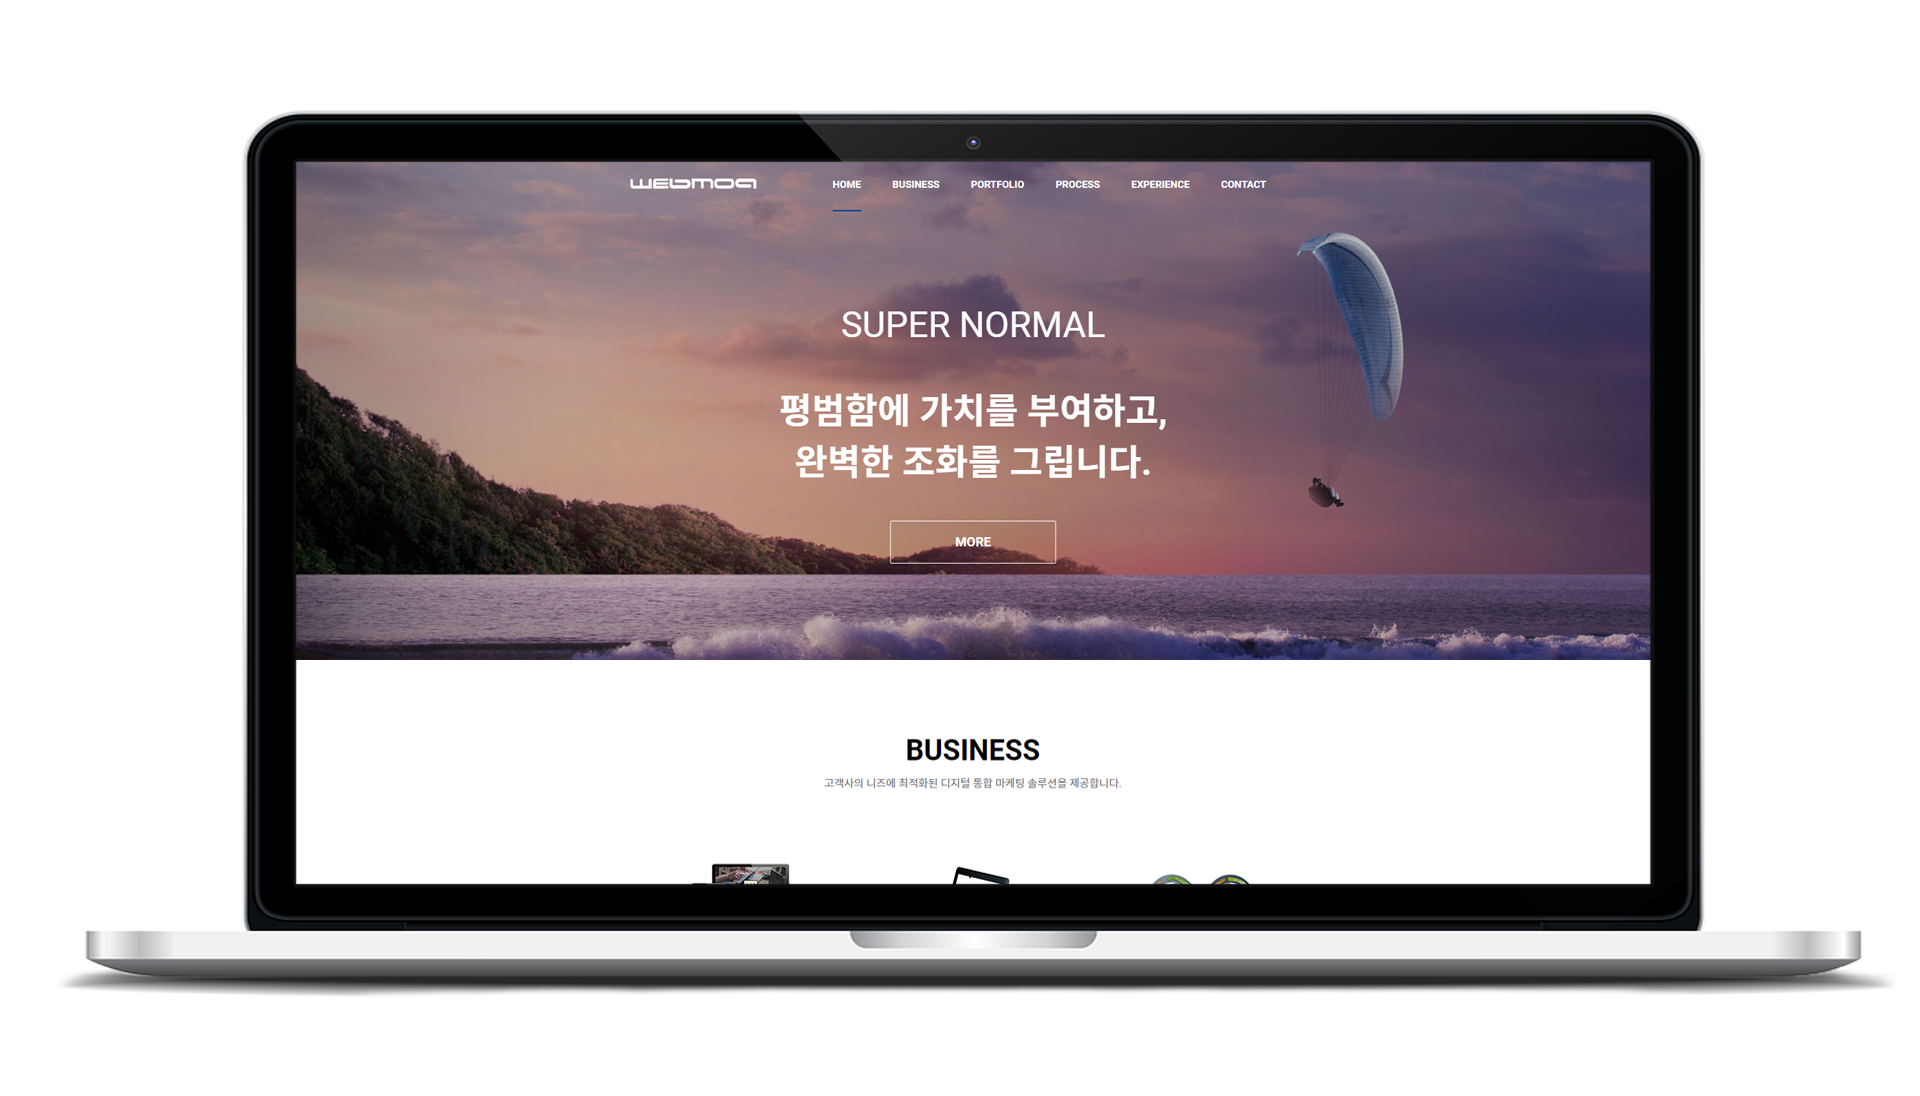 WEBMOA
HOME BUSINESS PORTFOLIO PROCESS EXPERIENCE CONTACT
SUPER NORMAL
평범함에 가치를 부여하고,
완벽한 조화를 그립니다.
MORE
BUSINESS
고객사의 니즈에 최적화된 디지털 통합 마케팅 솔루션을 제공합니다.